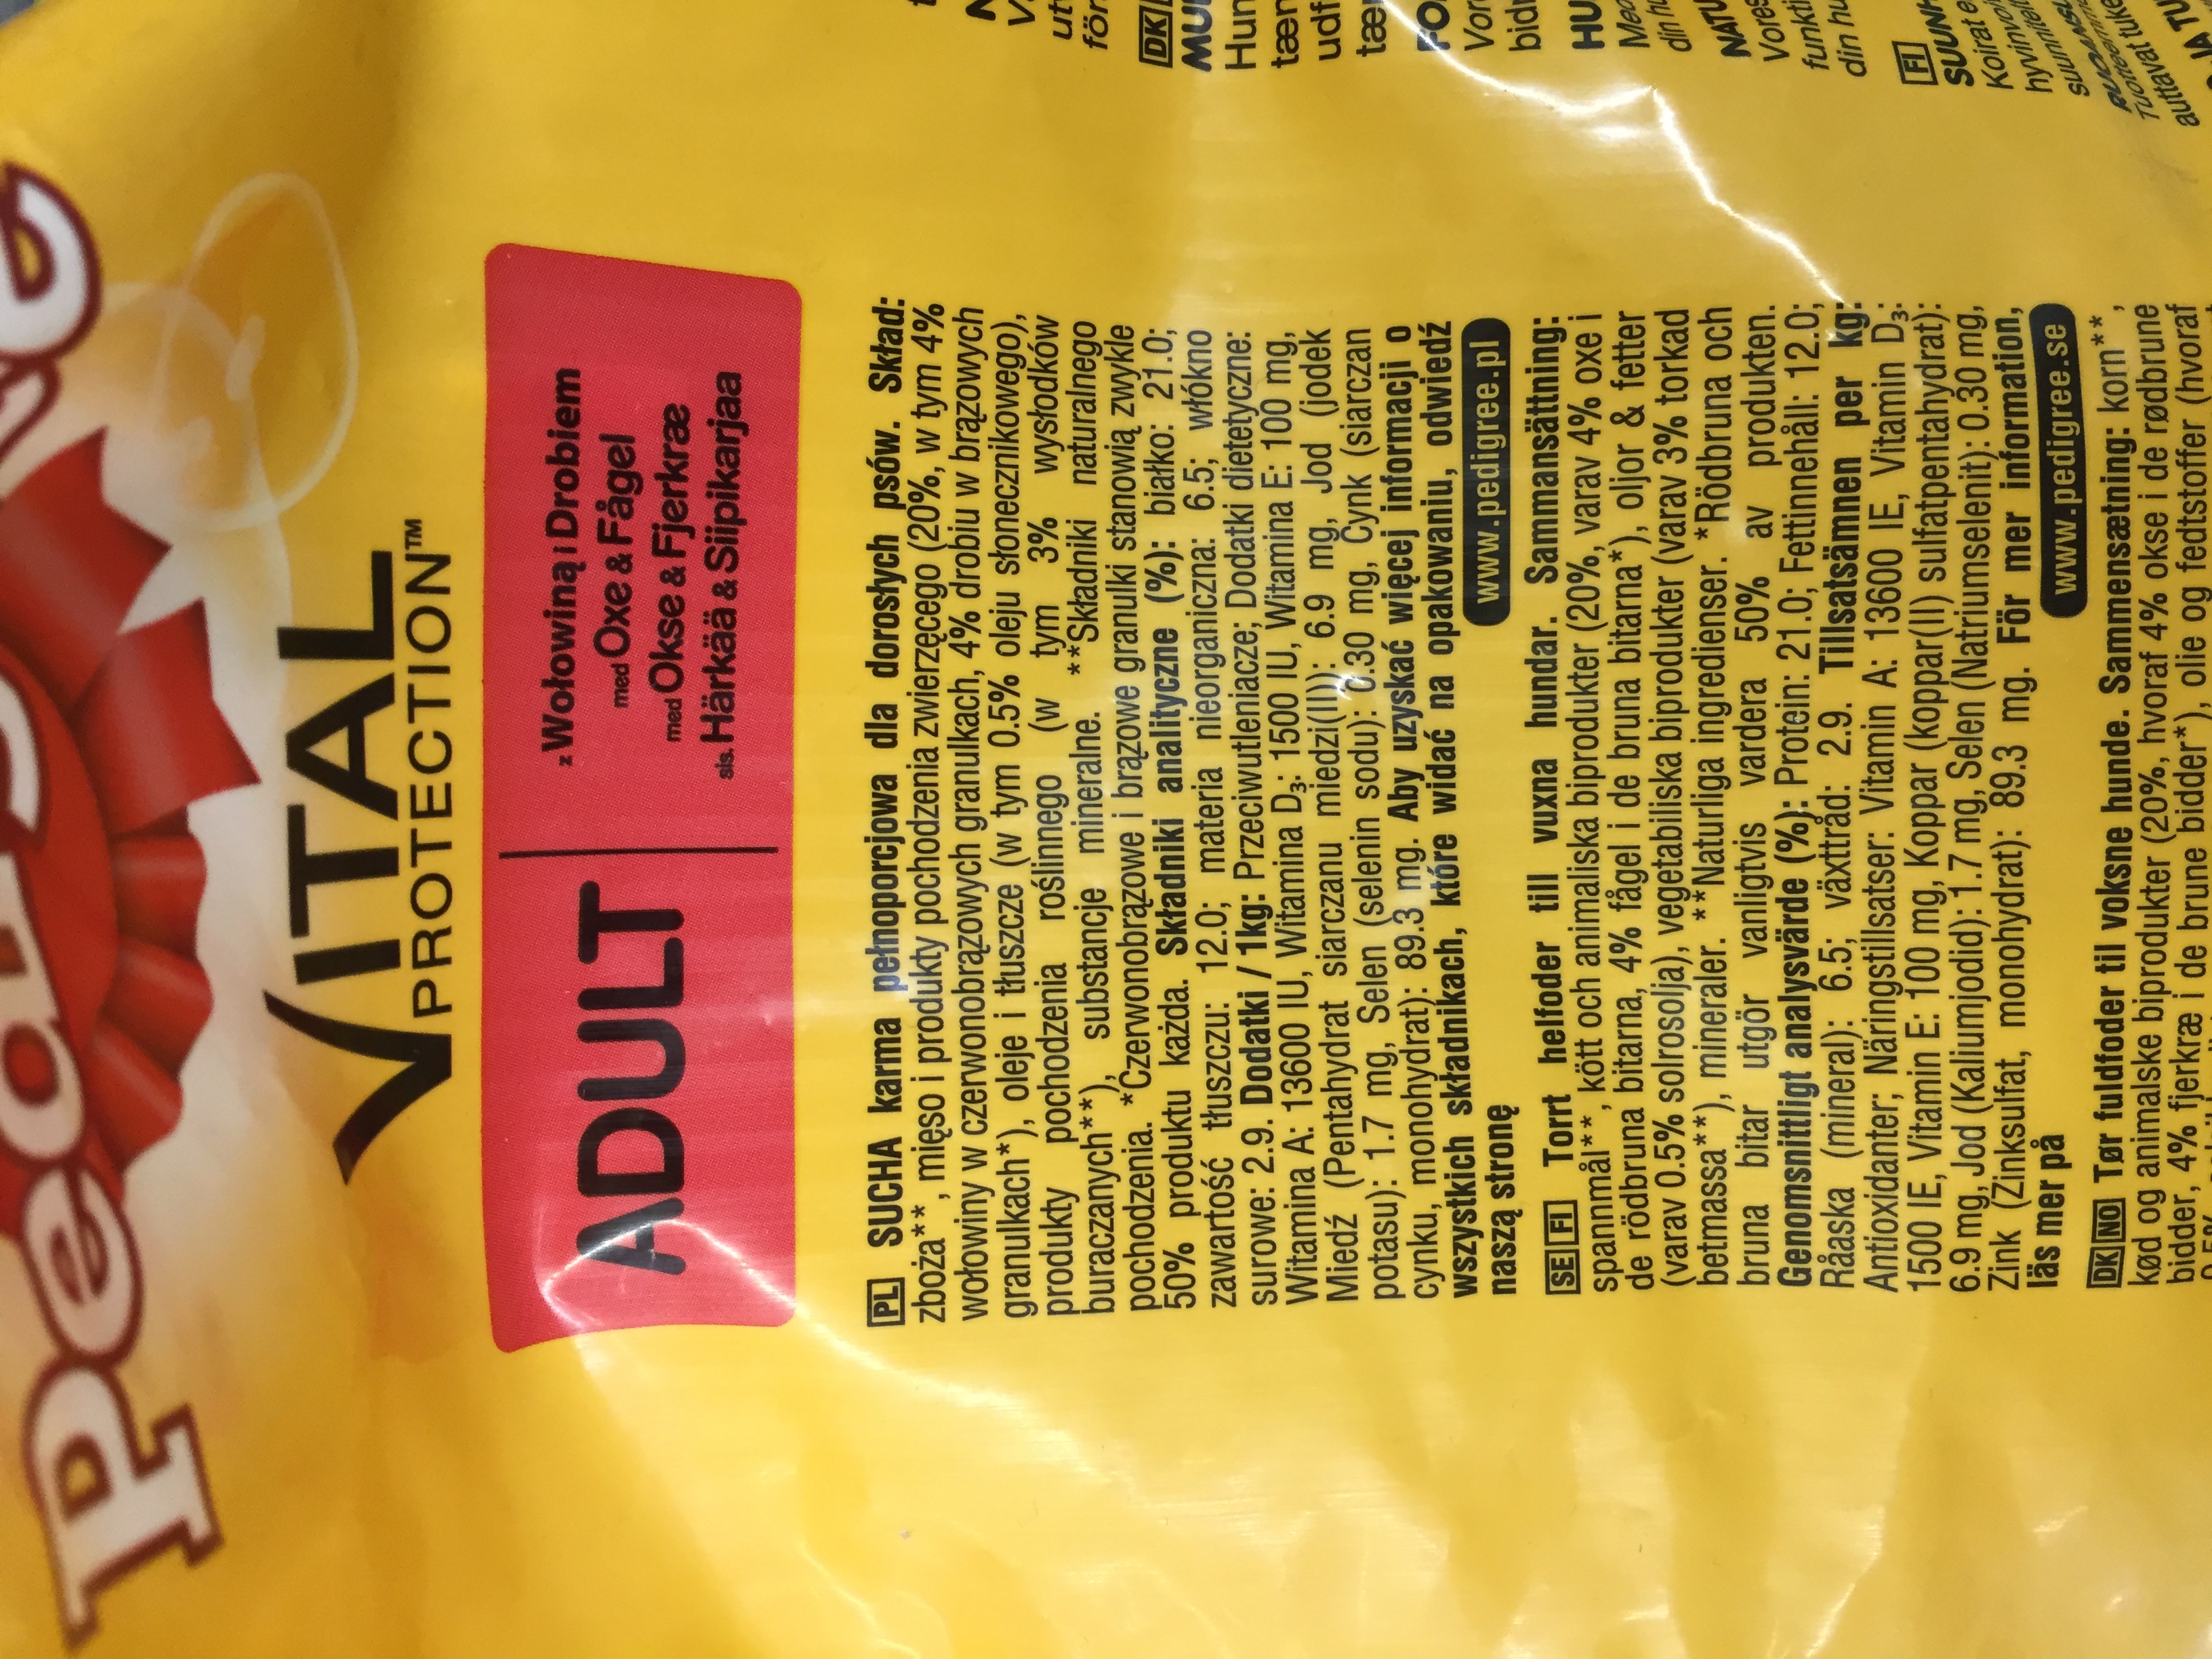 Pedigree
VITAL
PROTECTION™
ADULT
z Wołowiną i Drobiem
med Oxe & Fågel
med Okse & Fjerkræ
sis. Härkää & Siipikarjaa
PL SUCHA karma pełnoporcjowa dla dorosłych psów. Skład:
zboża**, mięso i produkty pochodzenia zwierzęcego (20%, w tym 4%
wołowiny w czerwonobrązowych granulkach, 4% drobiu w brązowych
granulkach*), oleje i tłuszcze (w tym 0.5% oleju słonecznikowego),
produkty pochodzenia roślinnego (w tym 3% wysłodków
buraczanych**), substancje mineralne. **Składniki naturalnego
pochodzenia. *Czerwonobrązowe i brązowe granulki stanowią zwykle
50% produktu każda. Składniki analityczne (%): białko: 21.0;
zawartość tłuszczu: 12.0; materia nieorganiczna: 6.5; włókno
surowe: 2.9. Dodatki / 1kg: Przeciwutleniacze; Dodatki dietetyczne:
Witamina A: 13600 IU, Witamina D₃: 1500 IU, Witamina E: 100 mg,
Miedź (Pentahydrat siarczanu miedzi(II)): 6.9 mg, Jod (jodek
potasu): 1.7 mg, Selen (selenin sodu): 0.30 mg, Cynk (siarczan
cynku, monohydrat): 89.3 mg. Aby uzyskać więcej informacji o
wszystkich składnikach, które widać na opakowaniu, odwiedź
naszą stronę www.pedigree.pl
SE FI Torrt helfoder till vuxna hundar. Sammansättning:
spannmål**, kött och animaliska biprodukter (20%, varav 4% oxe i
de rödbruna bitarna, 4% fågel i de bruna bitarna*), oljor & fetter
(varav 0.5% solrosolja), vegetabiliska biprodukter (varav 3% torkad
betmassa**), mineraler. **Naturliga ingredienser. *Rödbruna och
bruna bitar utgör vanligtvis vardera 50% av produkten.
Genomsnittligt analysvärde (%): Protein: 21.0; Fettinnehåll: 12.0;
Råaska (mineral): 6.5; växttråd: 2.9. Tillsatsämnen per kg:
Antioxidanter; Näringstillsatser: Vitamin A: 13600 IE, Vitamin D₃:
1500 IE, Vitamin E: 100 mg, Koppar (koppar(II) sulfatpentahydrat):
6.9 mg, Jod (Kaliumjodid): 1.7 mg, Selen (Natriumselenit): 0.30 mg,
Zink (Zinksulfat, monohydrat): 89.3 mg. För mer information,
läs mer på www.pedigree.se
DK NO Tør fuldfoder til voksne hunde. Sammensætning: korn**,
kød og animalske biprodukter (20%, hvoraf 4% okse i de rødbrune
bidder, 4% fjerkræ i de brune bidder*), olie og fedtstoffer (hvoraf
DK
FI
Koirat